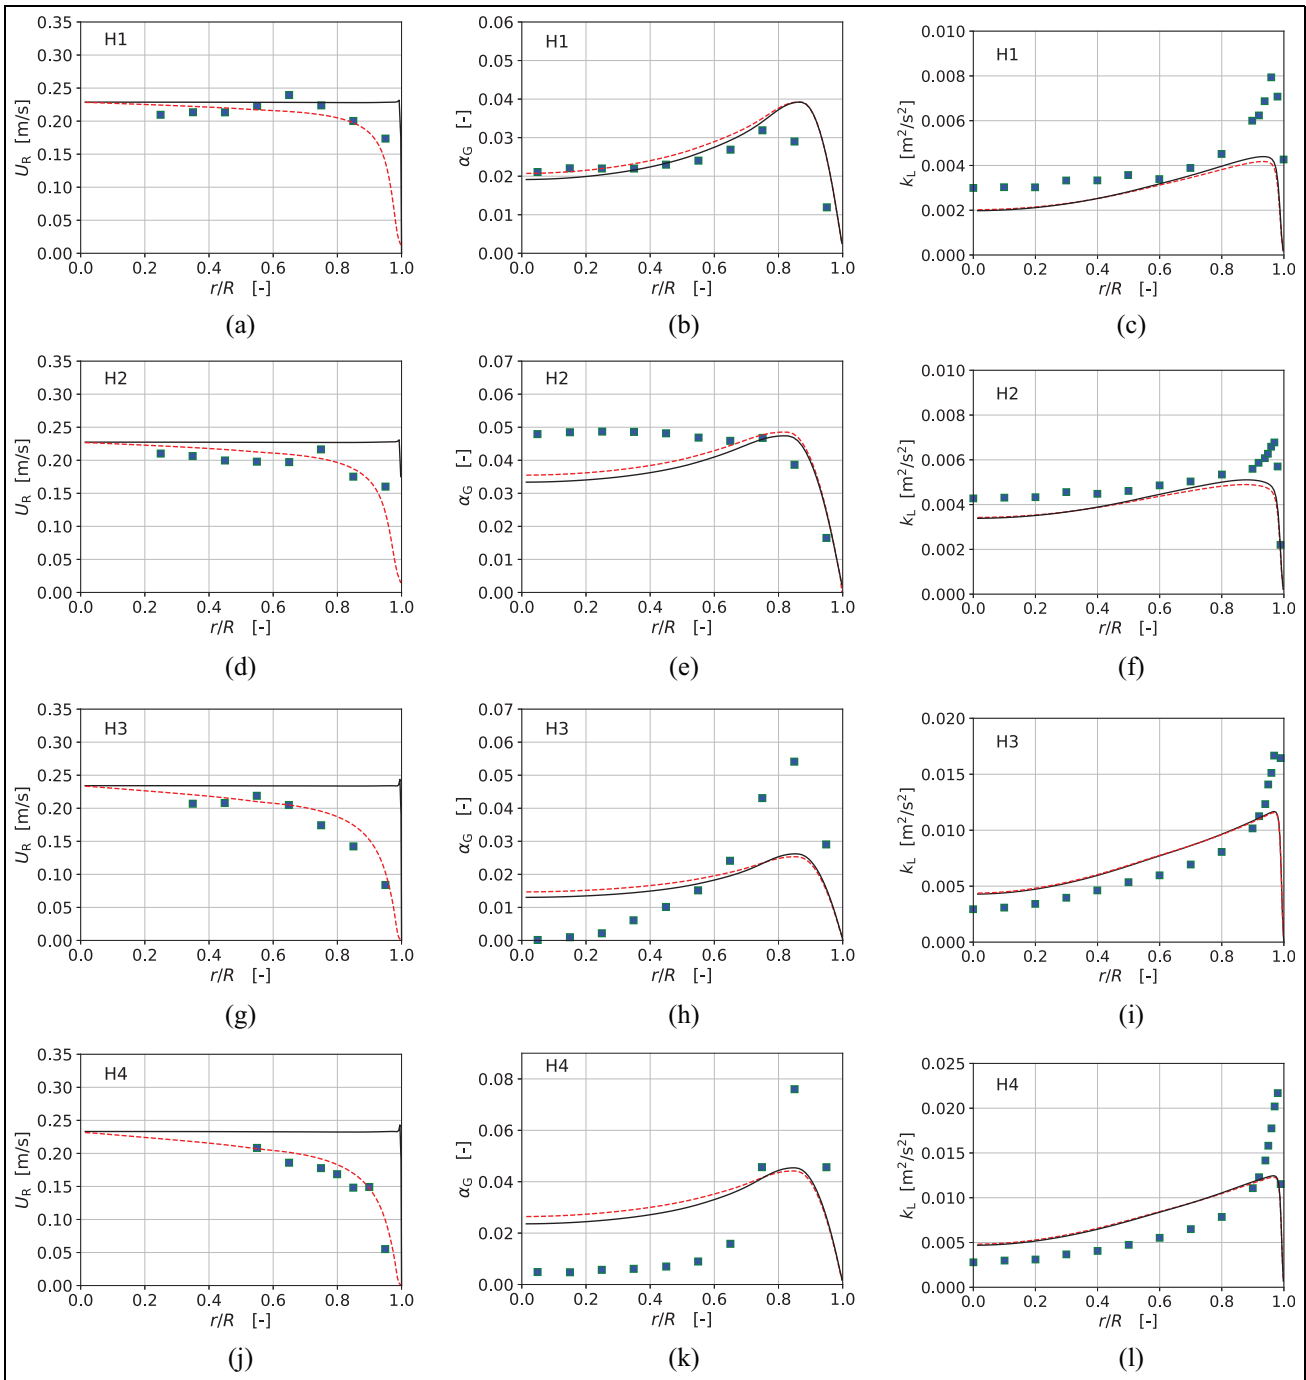 H1
0.35
0.30
0.25
0.20
0.15
0.10
0.05
0.00
U_R [m/s]
0.0 0.2 0.4 0.6 0.8 1.0
r/R [-]
(a)
H1
0.06
0.05
0.04
0.03
0.02
0.01
0.00
α_G [-]
0.0 0.2 0.4 0.6 0.8 1.0
r/R [-]
(b)
H1
0.010
0.008
0.006
0.004
0.002
0.000
k_L [m²/s²]
0.0 0.2 0.4 0.6 0.8 1.0
r/R [-]
(c)
H2
0.35
0.30
0.25
0.20
0.15
0.10
0.05
0.00
U_R [m/s]
0.0 0.2 0.4 0.6 0.8 1.0
r/R [-]
(d)
H2
0.07
0.06
0.05
0.04
0.03
0.02
0.01
0.00
α_G [-]
0.0 0.2 0.4 0.6 0.8 1.0
r/R [-]
(e)
H2
0.010
0.008
0.006
0.004
0.002
0.000
k_L [m²/s²]
0.0 0.2 0.4 0.6 0.8 1.0
r/R [-]
(f)
H3
0.35
0.30
0.25
0.20
0.15
0.10
0.05
0.00
U_R [m/s]
0.0 0.2 0.4 0.6 0.8 1.0
r/R [-]
(g)
H3
0.07
0.06
0.05
0.04
0.03
0.02
0.01
0.00
α_G [-]
0.0 0.2 0.4 0.6 0.8 1.0
r/R [-]
(h)
H3
0.020
0.015
0.010
0.005
0.000
k_L [m²/s²]
0.0 0.2 0.4 0.6 0.8 1.0
r/R [-]
(i)
H4
0.35
0.30
0.25
0.20
0.15
0.10
0.05
0.00
U_R [m/s]
0.0 0.2 0.4 0.6 0.8 1.0
r/R [-]
(j)
H4
0.08
0.06
0.04
0.02
0.00
α_G [-]
0.0 0.2 0.4 0.6 0.8 1.0
r/R [-]
(k)
H4
0.025
0.020
0.015
0.010
0.005
0.000
k_L [m²/s²]
0.0 0.2 0.4 0.6 0.8 1.0
r/R [-]
(l)